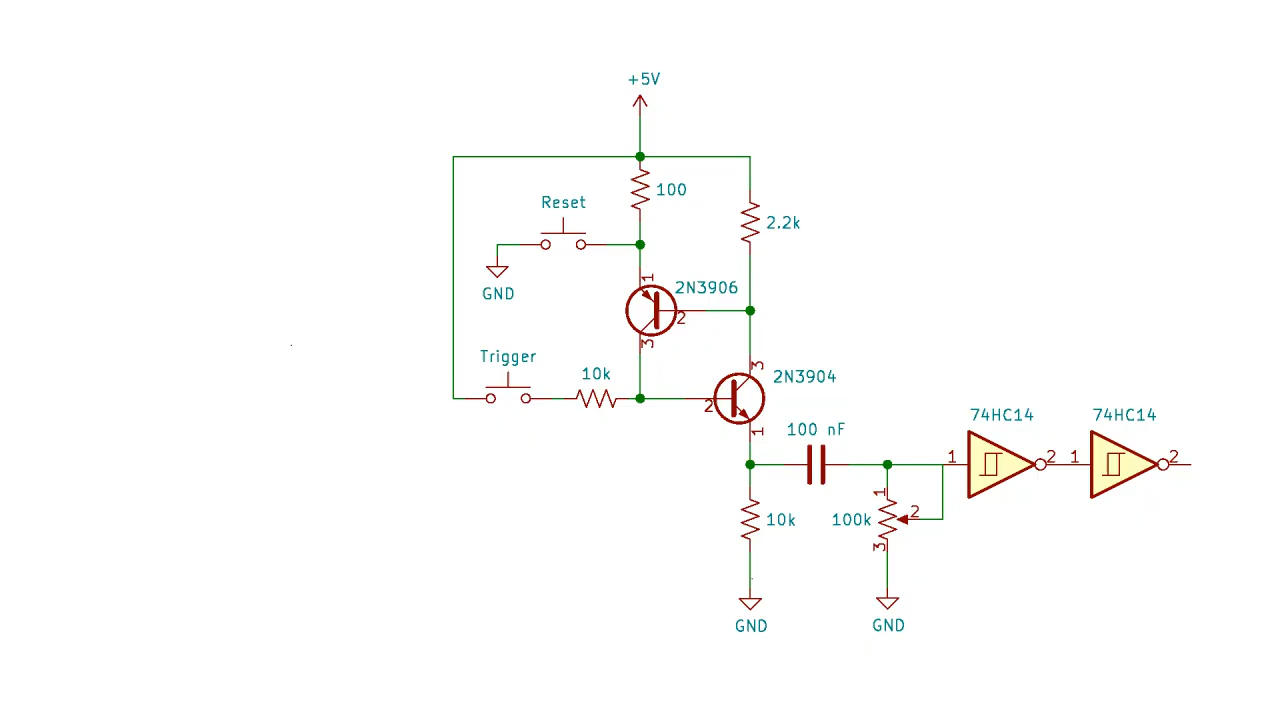 +5V
100
Reset
2.2k
GND
1
2N3906
2
3
Trigger
10k
3
2N3904
2
1
100 nF
74HC14
74HC14
1
2
1
2
10k
100k
1
2
3
GND
GND